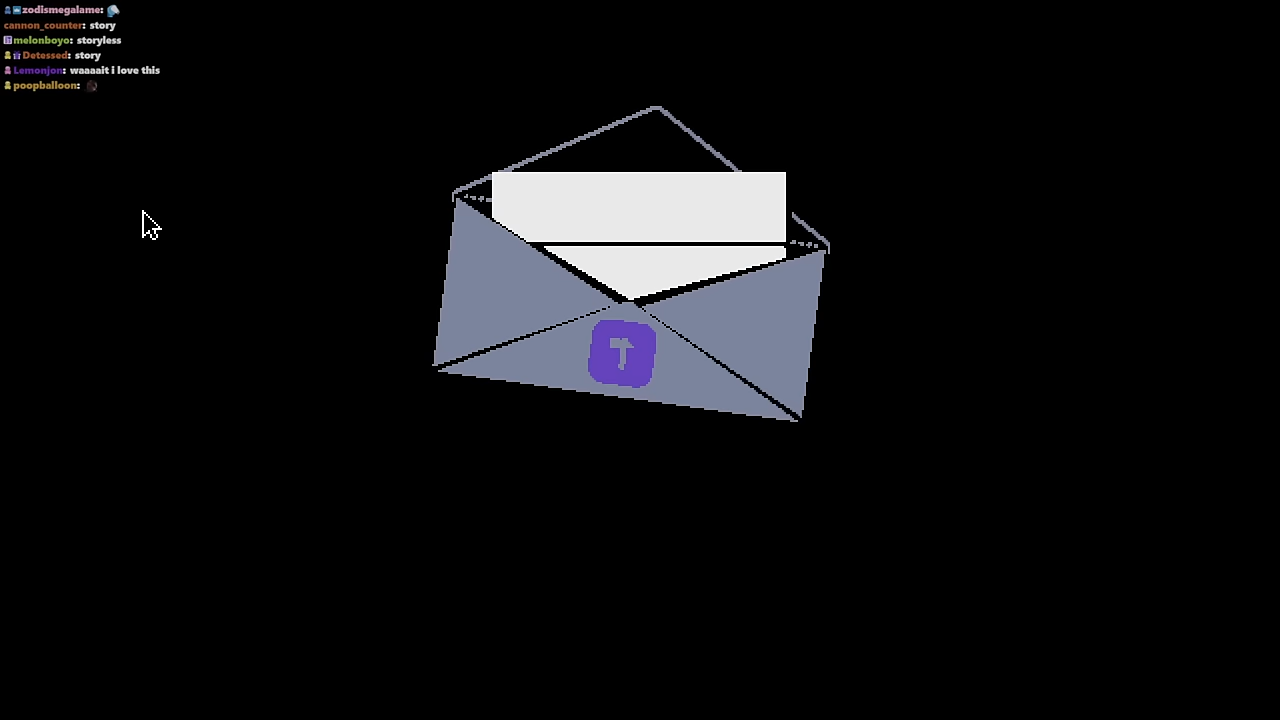 zodismegalame:
cannon_counter: story
melonboyo: storyless
Detessed: story
Lemonjon: waaaait i love this
poopballoon: